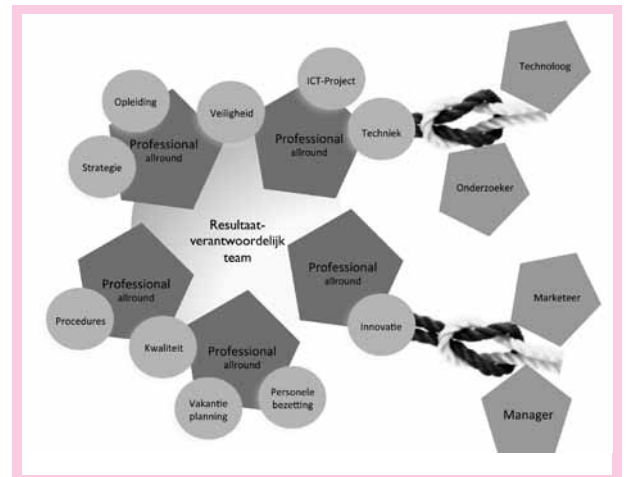 ICT-Project
Technoloog
Opleiding
Veiligheid
Professional
allround
Professional
allround
Techniek
Strategie
Onderzoeker
Resultaat-
verantwoordelijk
team
Professional
allround
Professional
allround
Marketeer
Procedures
Innovatie
Kwaliteit
Professional
allround
Personele
bezetting
Vakantie
planning
Manager